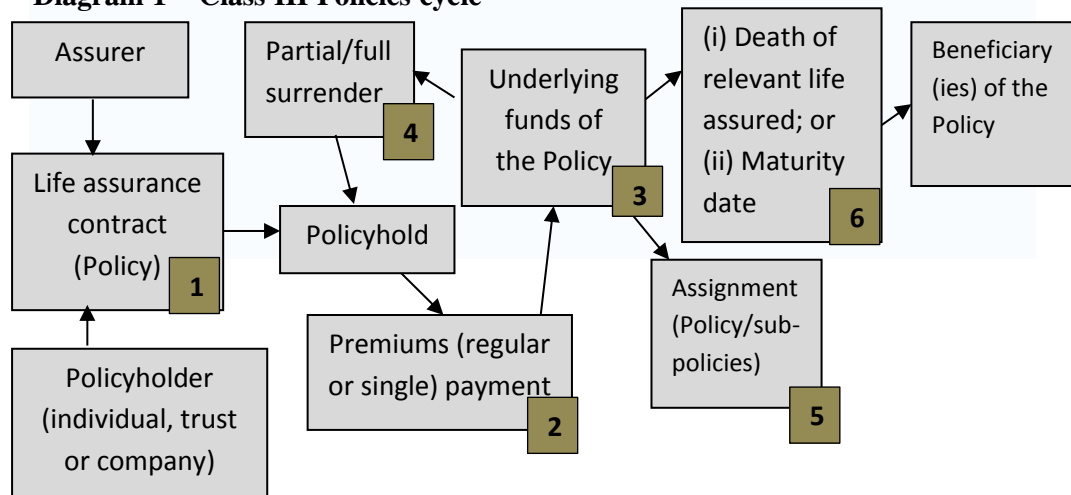 Diagram 1 – Class III Policies cycle
Assurer
Life assurance
contract
(Policy)
1
Policyholder
(individual, trust
or company)
Partial/full
surrender
4
Policyhold
Premiums (regular
or single) payment
2
Underlying
funds of
the Policy
3
(i) Death of
relevant life
assured; or
(ii) Maturity
date
6
Assignment
(Policy/sub-
policies)
5
Beneficiary
(ies) of the
Policy